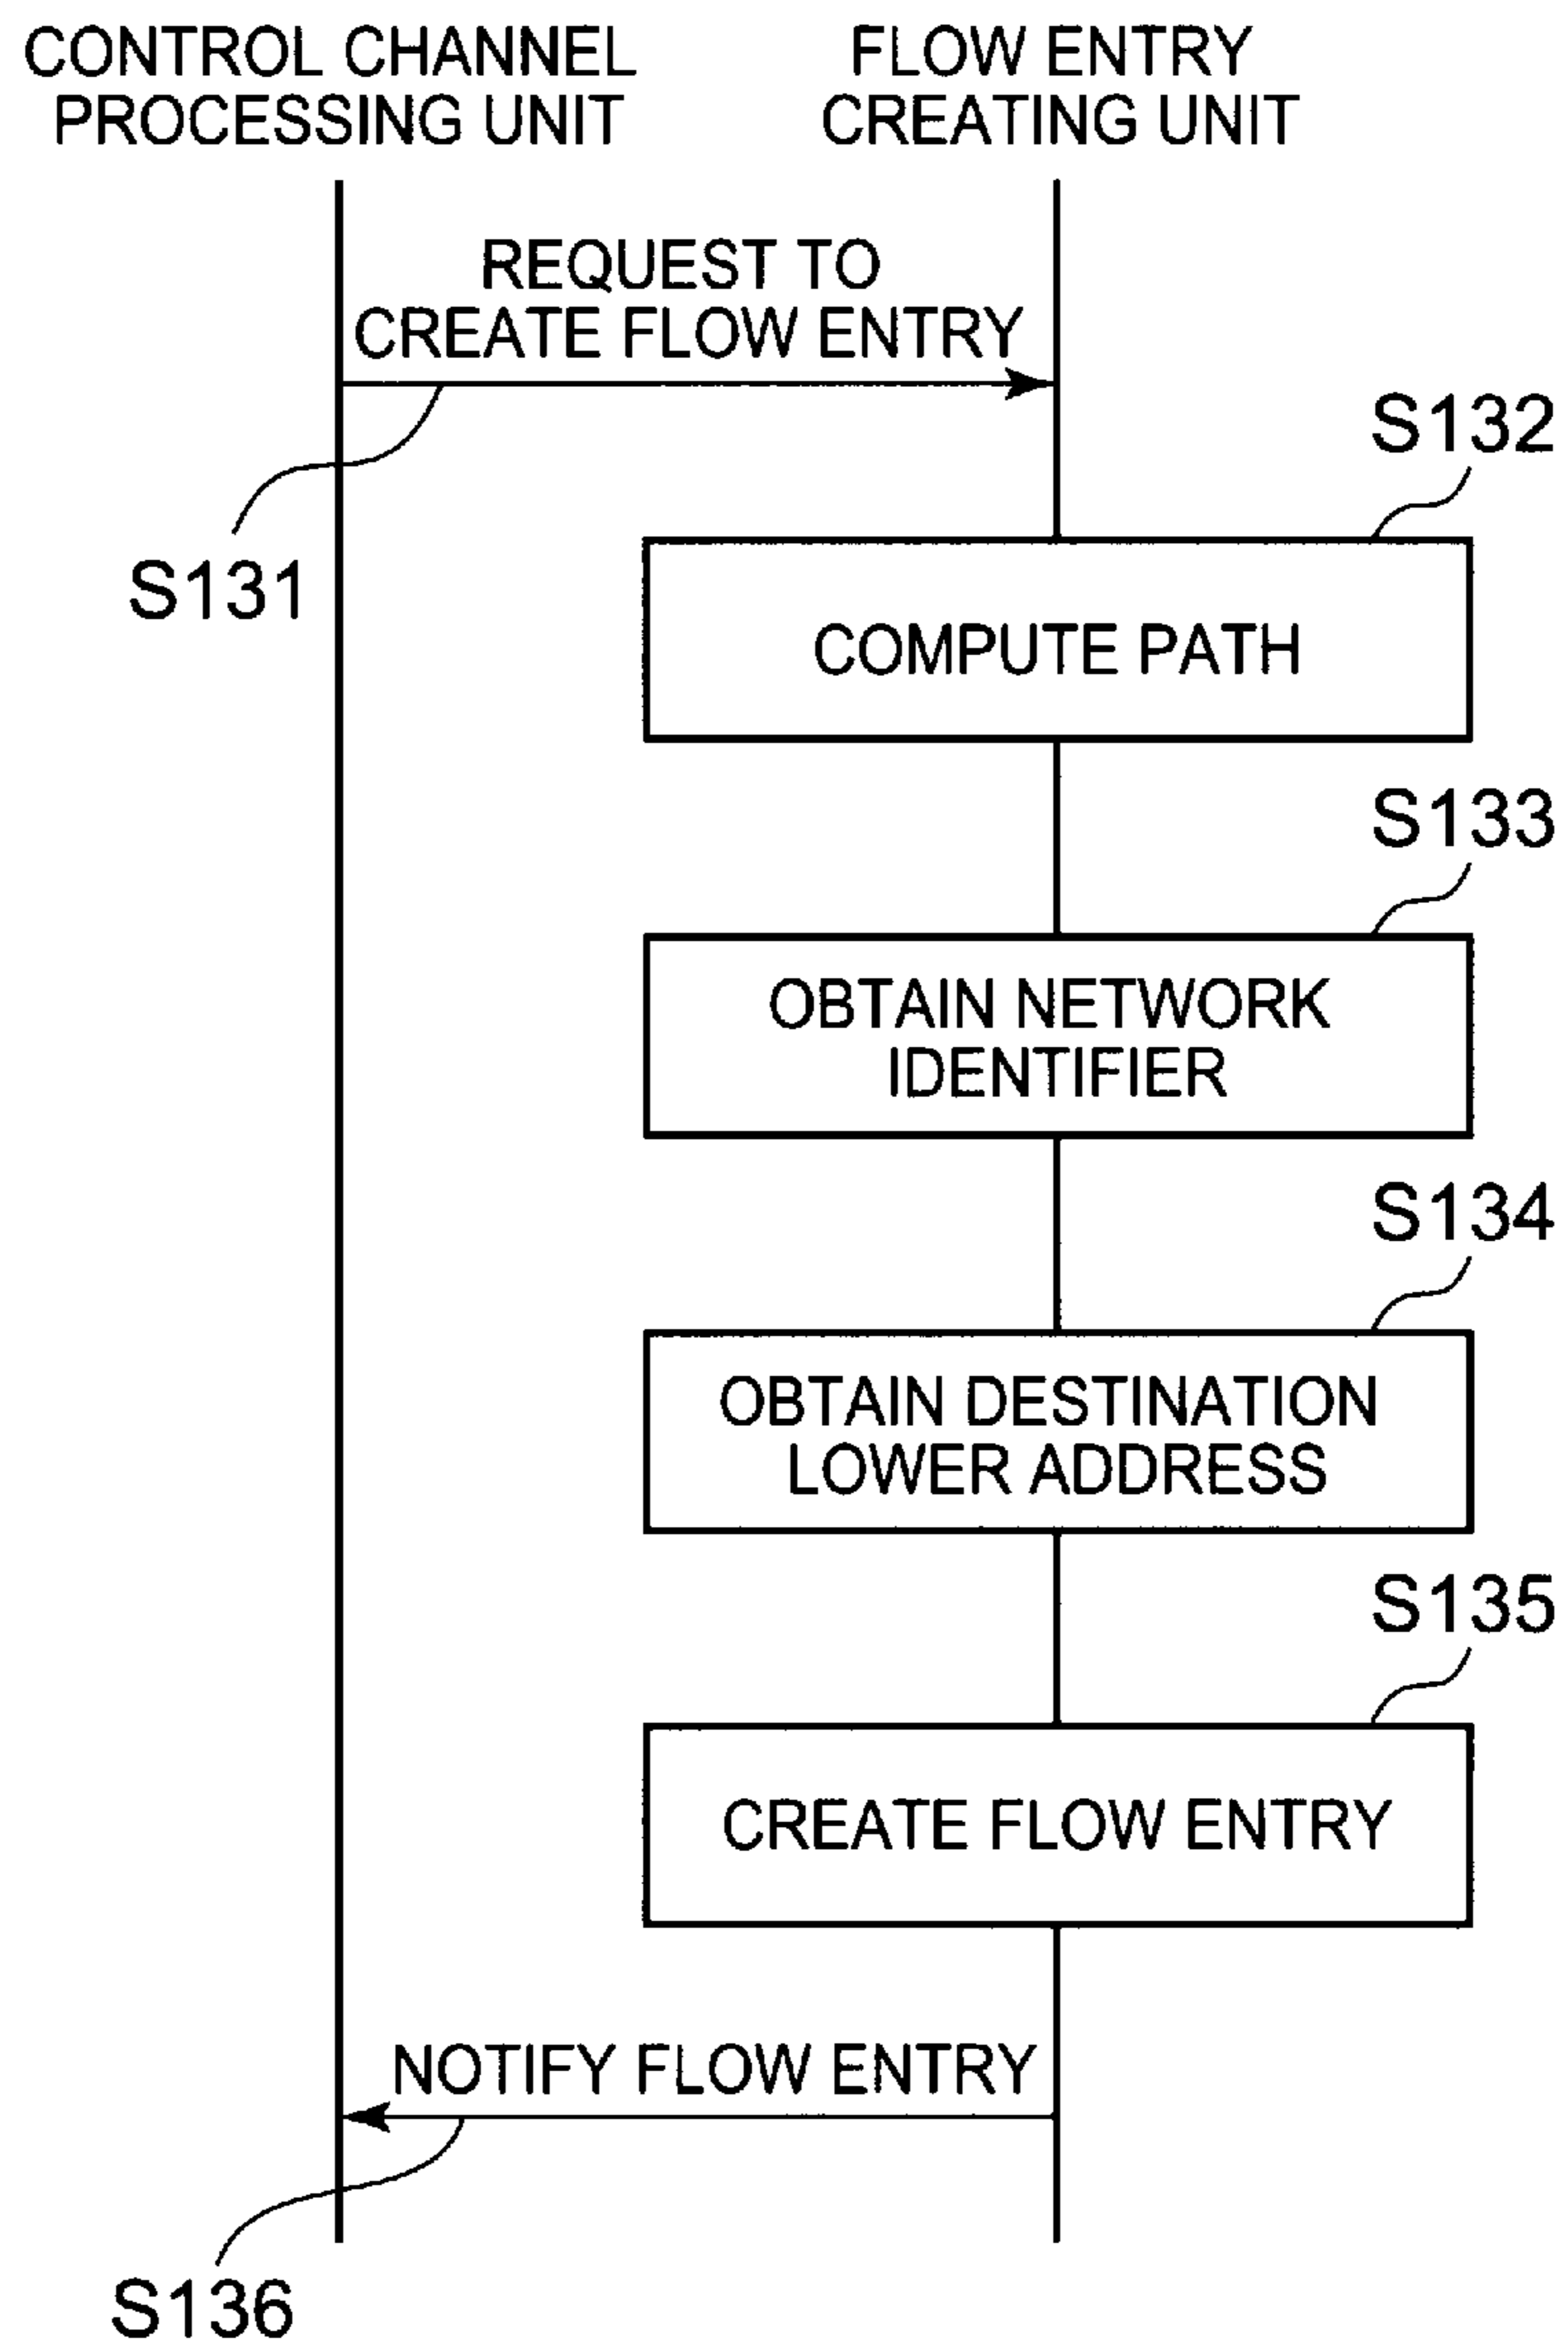 CONTROL CHANNEL
PROCESSING UNIT
FLOW ENTRY
CREATING UNIT
REQUEST TO
CREATE FLOW ENTRY
S131
S132
COMPUTE PATH
S133
OBTAIN NETWORK
IDENTIFIER
S134
OBTAIN DESTINATION
LOWER ADDRESS
S135
CREATE FLOW ENTRY
NOTIFY FLOW ENTRY
S136